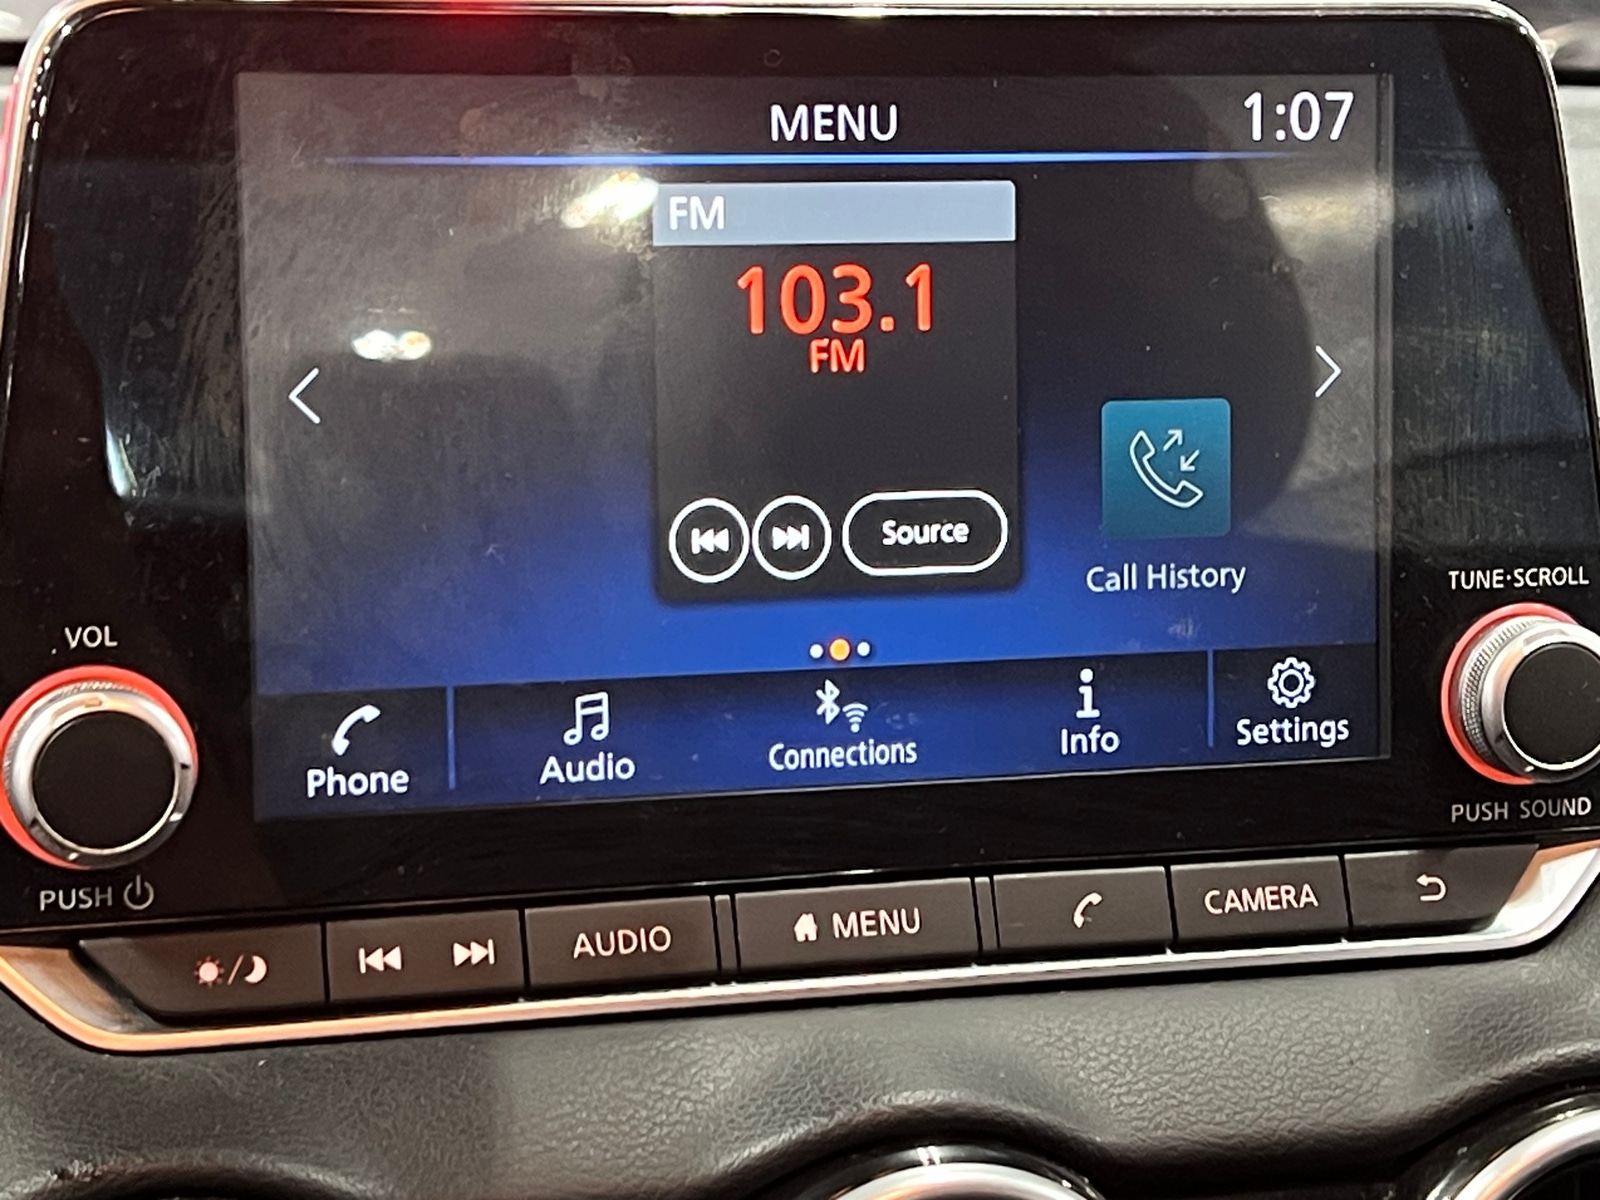 MENU
1:07
FM
103.1
FM
Source
Call History
Phone
Audio
Connections
Info
Settings
VOL
PUSH
TUNE·SCROLL
PUSH SOUND
AUDIO
MENU
CAMERA